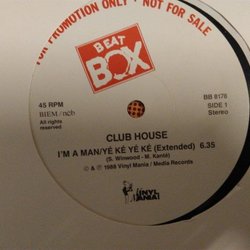 FOR PROMOTION ONLY • NOT FOR SALE
BEAT
BOX
45 RPM
BIEM/ncb
All rights
reserved
BB 8178
SIDE 1
Stereo
CLUB HOUSE
I'M A MAN/YÉ KÉ YÉ KÉ (Extended) 6.35
(S. Winwood - M. Kanté)
℗ & © 1988 Vinyl Mania / Media Records
VINYL
MANIA